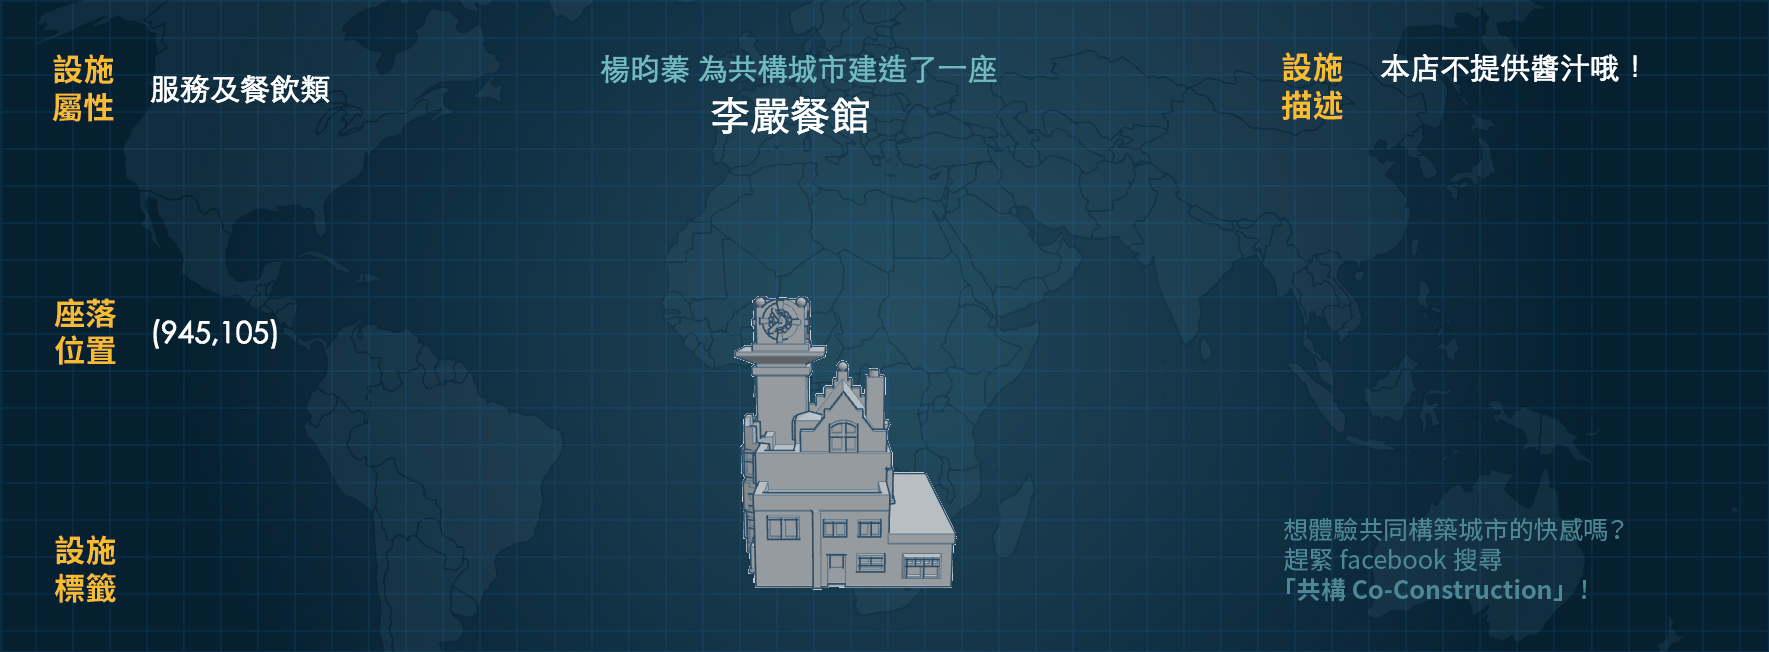 設施
屬性
服務及餐飲類
楊昀蓁 為共構城市建造了一座
李嚴餐館
設施
描述
本店不提供醬汁哦！
座落
位置
(945,105)
設施
標籤
想體驗共同構築城市的快感嗎？
趕緊 facebook 搜尋
「共構 Co-Construction」！